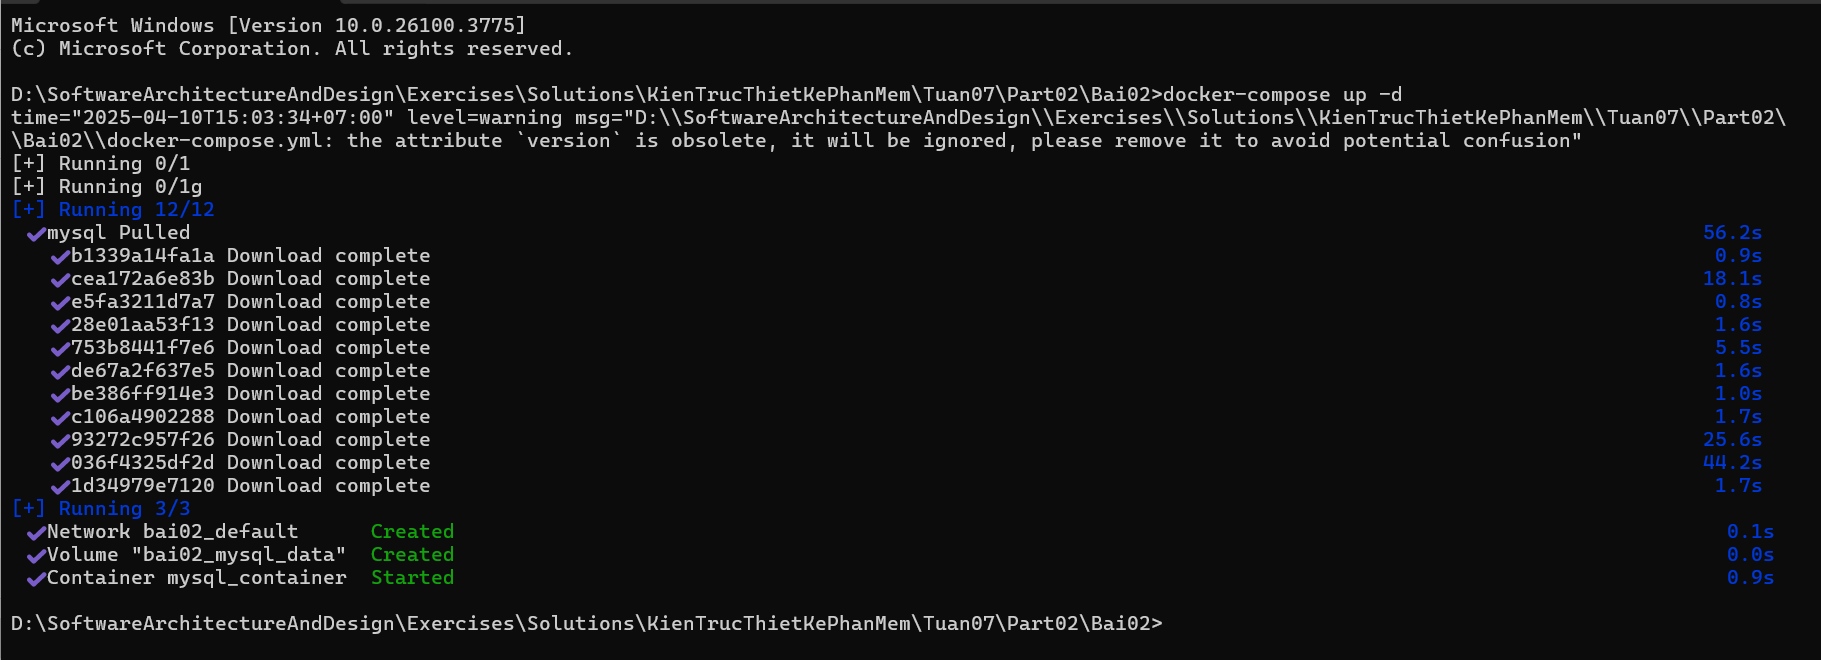 Microsoft Windows [Version 10.0.26100.3775]
(c) Microsoft Corporation. All rights reserved.
D:\SoftwareArchitectureAndDesign\Exercises\Solutions\KienTrucThietKePhanMem\Tuan07\Part02\Bai02>docker-compose up -d
time="2025-04-10T15:03:34+07:00" level=warning msg="D:\\SoftwareArchitectureAndDesign\\Exercises\\Solutions\\KienTrucThietKePhanMem\\Tuan07\\Part02\
\Bai02\\docker-compose.yml: the attribute `version` is obsolete, it will be ignored, please remove it to avoid potential confusion"
[+] Running 0/1
[+] Running 0/1g
[+] Running 12/12
mysql Pulled 56.2s
b1339a14fa1a Download complete 0.9s
cea172a6e83b Download complete 18.1s
e5fa3211d7a7 Download complete 0.8s
28e01aa53f13 Download complete 1.6s
753b8441f7e6 Download complete 5.5s
de67a2f637e5 Download complete 1.6s
be386ff914e3 Download complete 1.0s
c106a4902288 Download complete 1.7s
93272c957f26 Download complete 25.6s
036f4325df2d Download complete 44.2s
1d34979e7120 Download complete 1.7s
[+] Running 3/3
Network bai02_default Created 0.1s
Volume "bai02_mysql_data" Created 0.0s
Container mysql_container Started 0.9s
D:\SoftwareArchitectureAndDesign\Exercises\Solutions\KienTrucThietKePhanMem\Tuan07\Part02\Bai02>